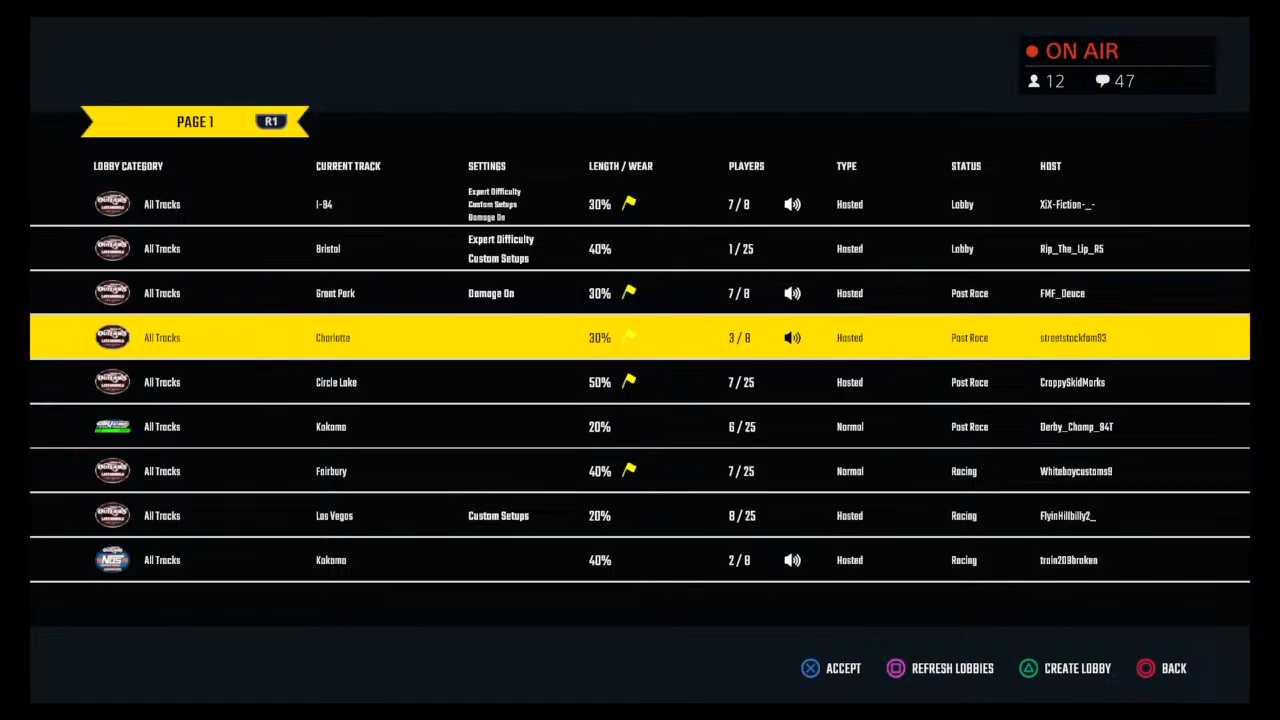 ON AIR
12 47
PAGE 1 R1
LOBBY CATEGORY CURRENT TRACK SETTINGS LENGTH / WEAR PLAYERS TYPE STATUS HOST
Expert Difficulty
All Tracks I-84 Custom Setups 30% 7 / 8 Hosted Lobby XiX-Fiction-_-
Damage On
Expert Difficulty
All Tracks Bristol 40% 1 / 25 Hosted Lobby Rip_The_Lip_R5
Custom Setups
All Tracks Grant Park Damage On 30% 7 / 8 Hosted Post Race FMF_Deuce
All Tracks Charlotte 30% 3 / 8 Hosted Post Race streetstockfam93
All Tracks Circle Lake 50% 7 / 25 Hosted Post Race CrappySkidMarks
All Tracks Kokomo 20% 6 / 25 Normal Post Race Derby_Champ_84T
All Tracks Fairbury 40% 7 / 25 Normal Racing Whiteboycustoms9
All Tracks Las Vegas Custom Setups 20% 8 / 25 Hosted Racing FlyinHillbilly2_
NOS
All Tracks Kokomo 40% 2 / 8 Hosted Racing train209broken
ACCEPT REFRESH LOBBIES CREATE LOBBY BACK